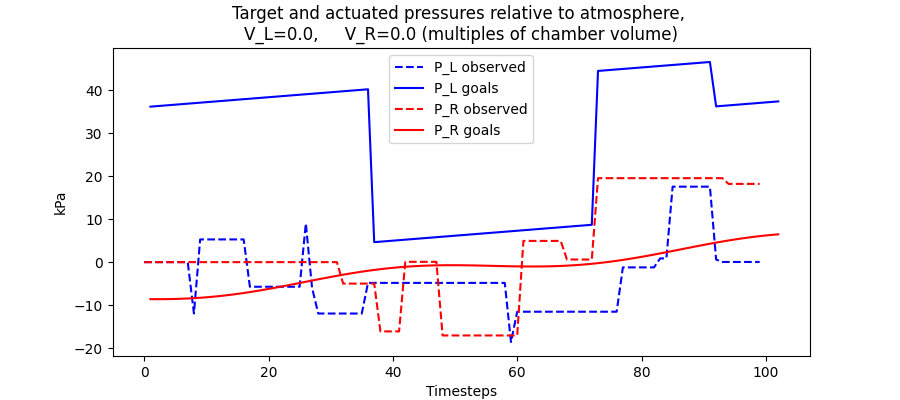 Target and actuated pressures relative to atmosphere,
V_L=0.0,     V_R=0.0 (multiples of chamber volume)
P_L observed
P_L goals
P_R observed
P_R goals
kPa
40
30
20
10
0
−10
−20
0 20 40 60 80 100
Timesteps